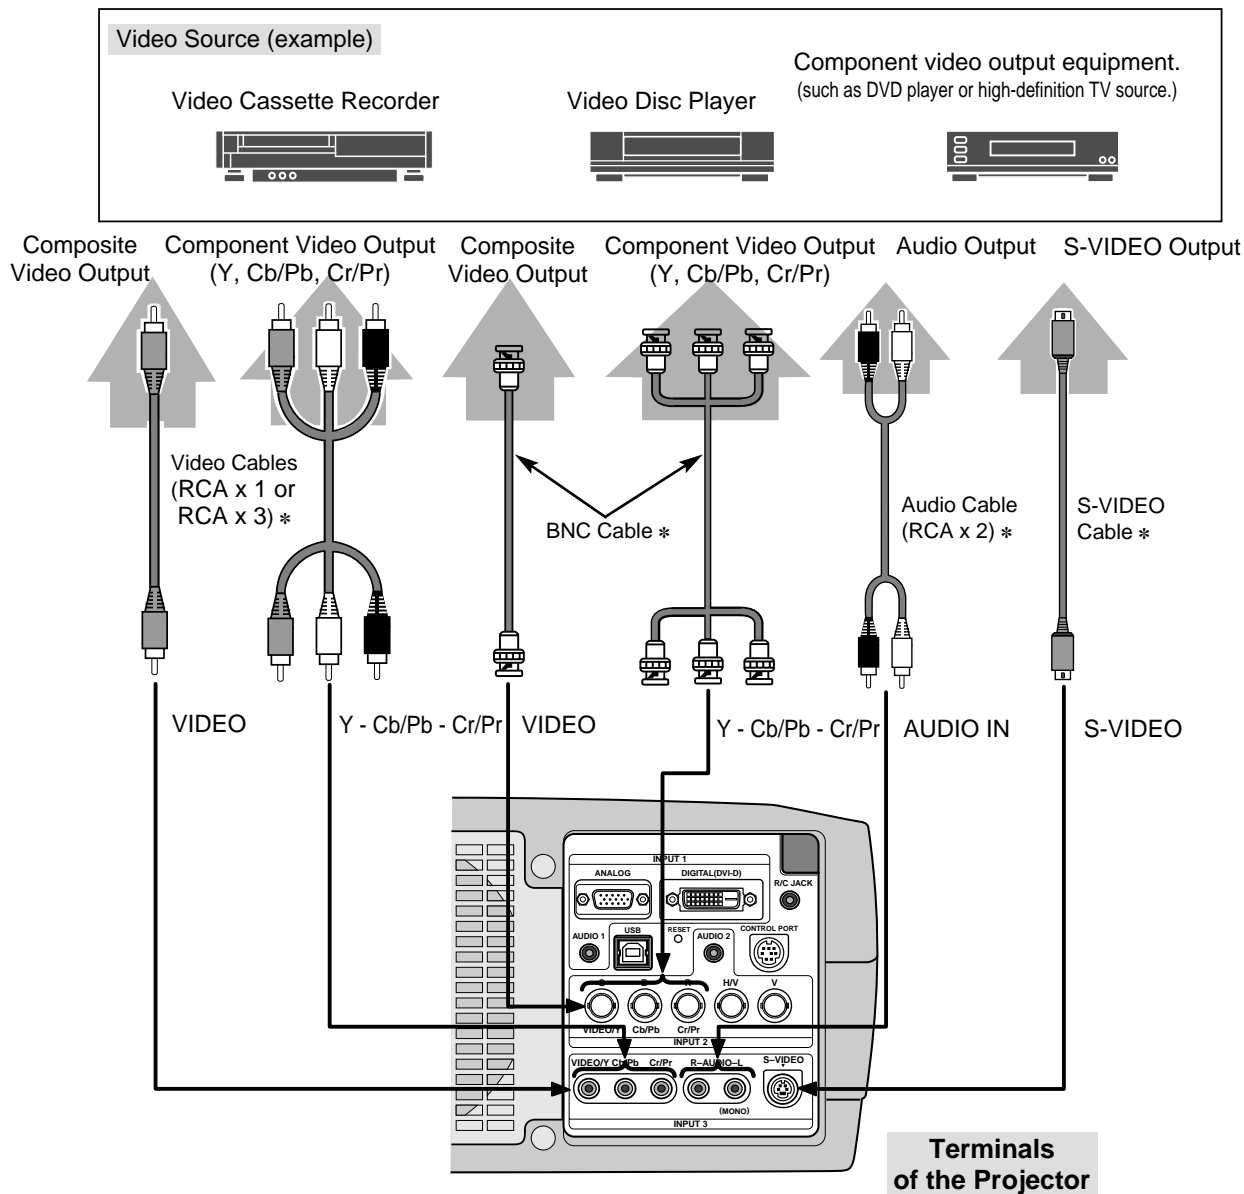 Video Source (example)
Video Cassette Recorder
Video Disc Player
Component video output equipment.
(such as DVD player or high-definition TV source.)
Composite
Video Output
Component Video Output
(Y, Cb/Pb, Cr/Pr)
Composite
Video Output
Component Video Output
(Y, Cb/Pb, Cr/Pr)
Audio Output
S-VIDEO Output
Video Cables
(RCA x 1 or
RCA x 3) ∗
BNC Cable ∗
Audio Cable
(RCA x 2) ∗
S-VIDEO
Cable ∗
VIDEO
Y - Cb/Pb - Cr/Pr
VIDEO
Y - Cb/Pb - Cr/Pr
AUDIO IN
S-VIDEO
INPUT 1
ANALOG
DIGITAL(DVI-D)
R/C JACK
AUDIO 1
USB
RESET
AUDIO 2
CONTROL PORT
R
H/V
V
VIDEO/Y
Cb/Pb
Cr/Pr
INPUT 2
VIDEO/Y
Cb/Pb
Cr/Pr
R–AUDIO–L
S–VIDEO
(MONO)
INPUT 3
Terminals
of the Projector